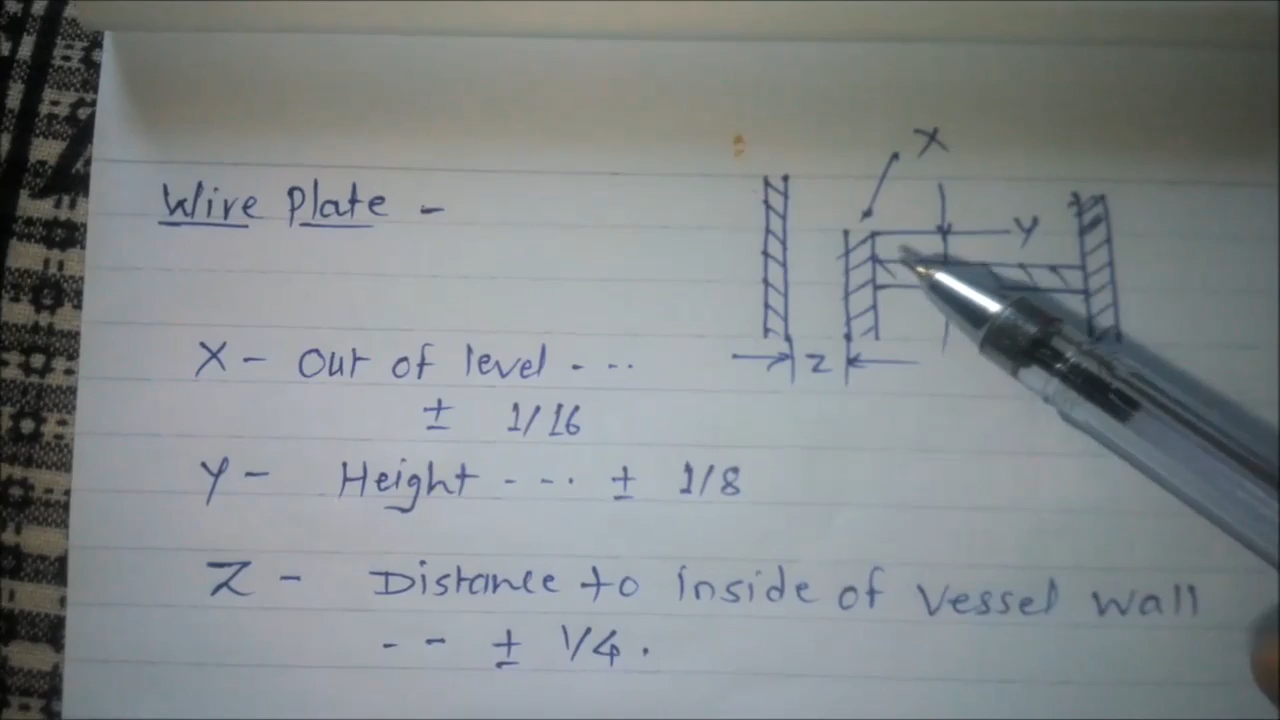 Wire Plate -
X
Y
Z
X - Out of level - - -
± 1/16
Y - Height - - - ± 1/8
Z - Distance to inside of vessel wall
- - ± 1/4 .